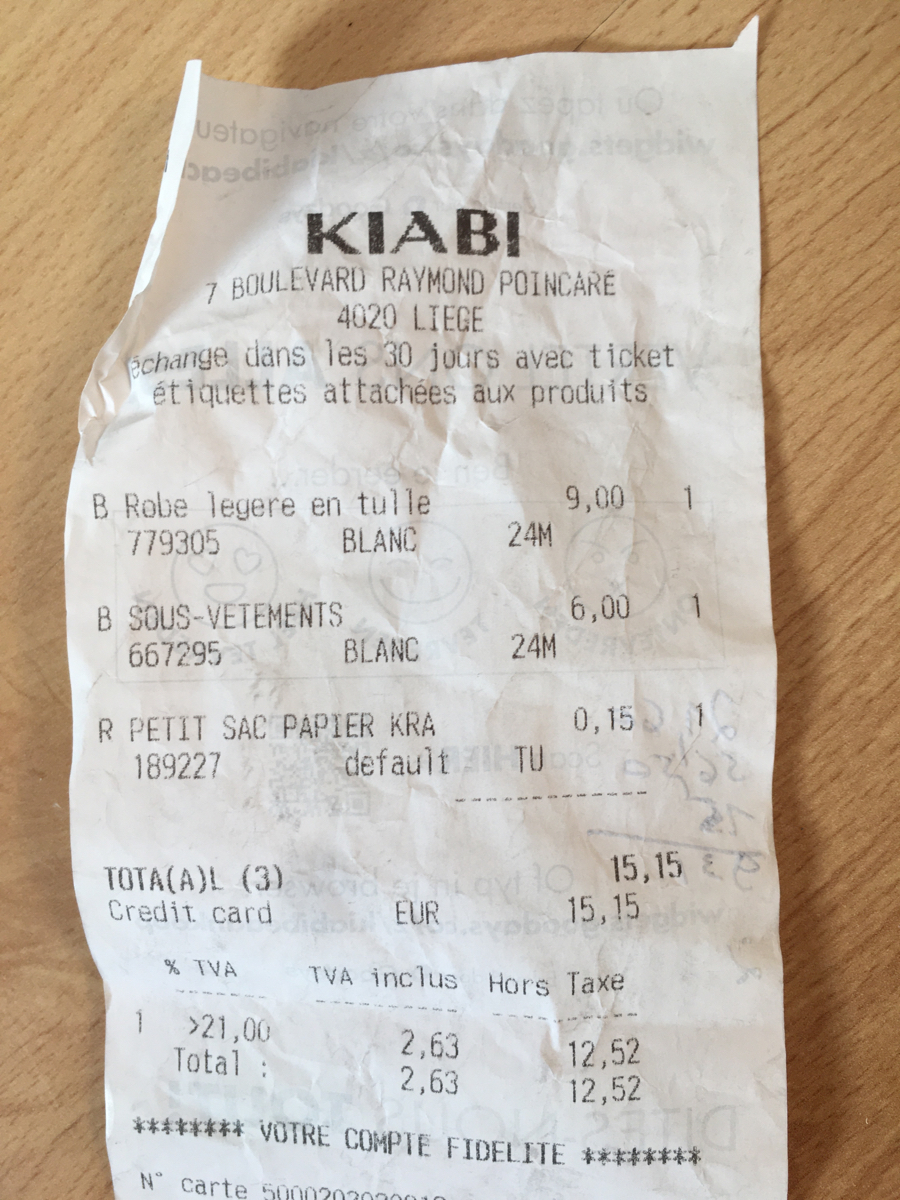 KIABI
7 BOULEVARD RAYMOND POINCARÉ
4020 LIEGE
échange dans les 30 jours avec ticket
étiquettes attachées aux produits
B Robe legere en tulle 9,00 1
779305 BLANC 24M
B SOUS-VETEMENTS 6,00 1
667295 BLANC 24M
R PETIT SAC PAPIER KRA 0,15 1
189227 default TU
TOTA(A)L (3) 15,15
Credit card EUR 15,15
% TVA TVA inclus Hors Taxe
1 >21,00 2,63 12,52
Total : 2,63 12,52
******** VOTRE COMPTE FIDELITE ********
N° carte